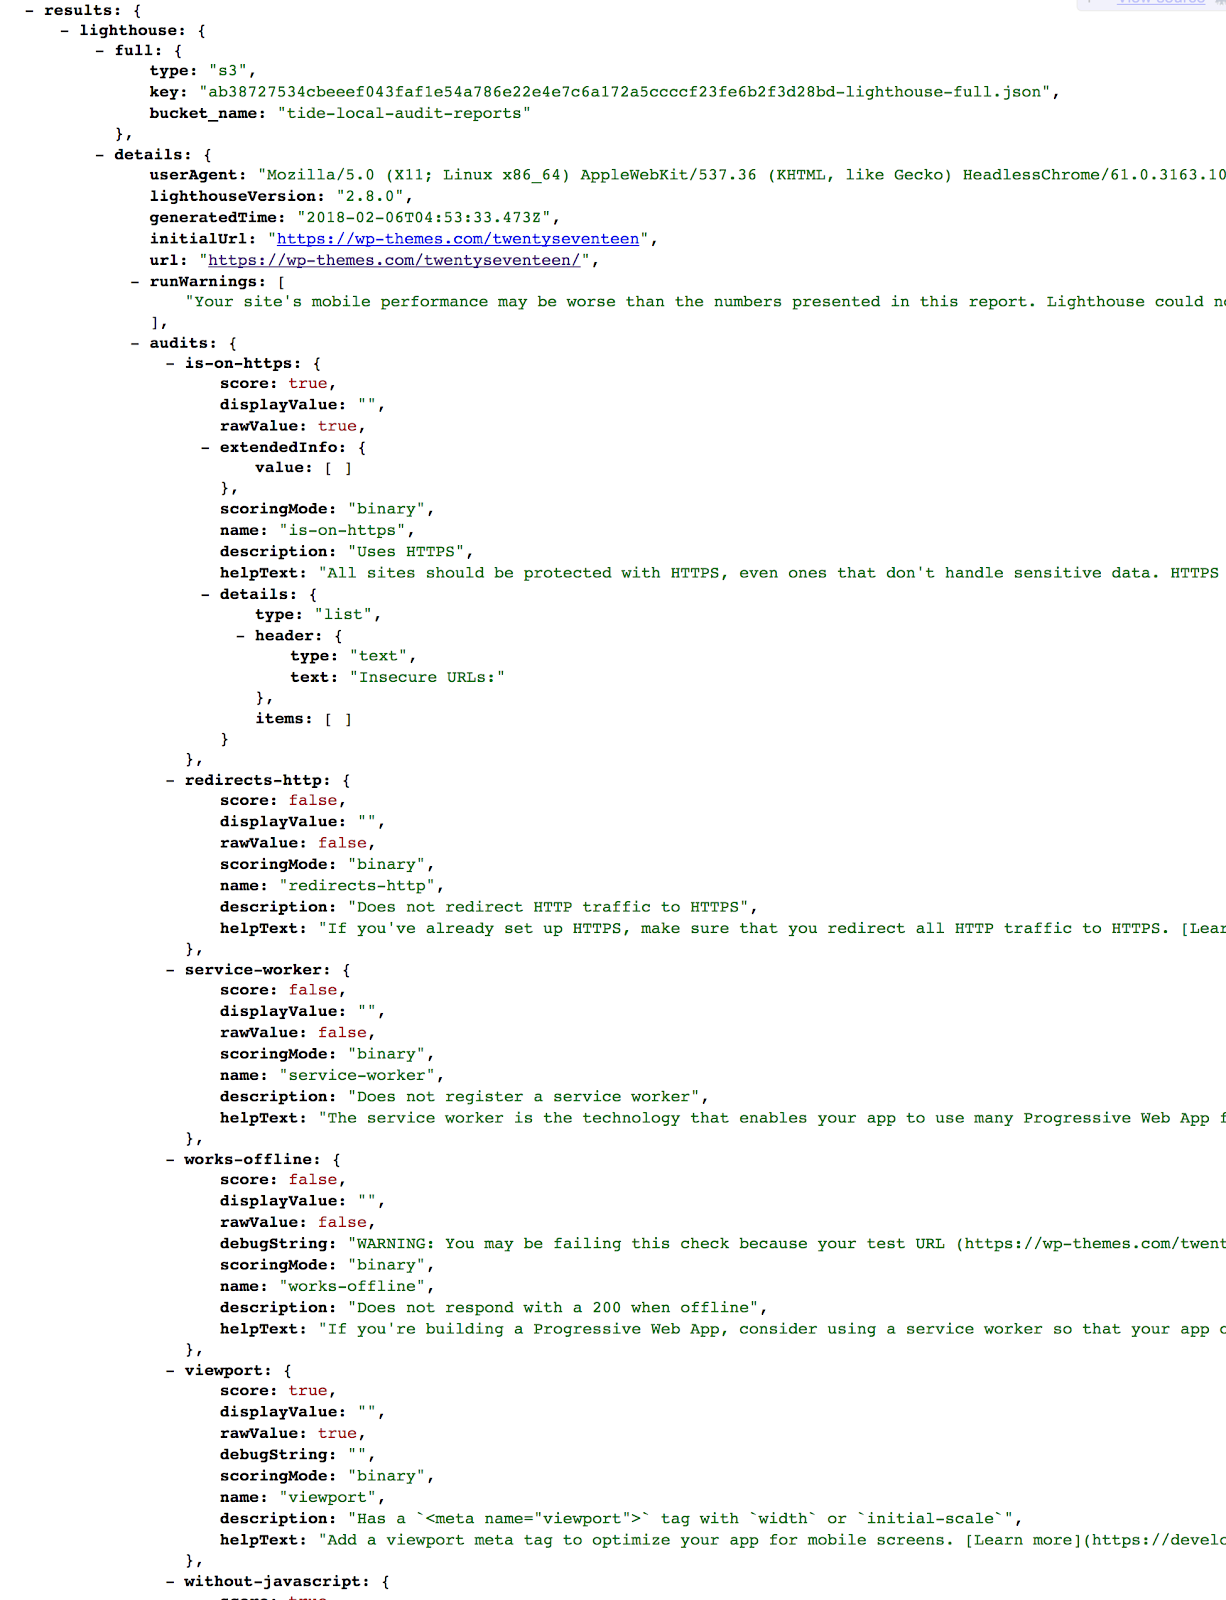 View source
- results: {
- lighthouse: {
- full: {
type: "s3",
key: "ab38727534cbeeef043faf1e54a786e22e4e7c6a172a5ccccf23fe6b2f3d28bd-lighthouse-full.json",
bucket_name: "tide-local-audit-reports"
},
- details: {
userAgent: "Mozilla/5.0 (X11; Linux x86_64) AppleWebKit/537.36 (KHTML, like Gecko) HeadlessChrome/61.0.3163.10
lighthouseVersion: "2.8.0",
generatedTime: "2018-02-06T04:53:33.473Z",
initialUrl: "https://wp-themes.com/twentyseventeen",
url: "https://wp-themes.com/twentyseventeen/",
- runWarnings: [
"Your site's mobile performance may be worse than the numbers presented in this report. Lighthouse could no
],
- audits: {
- is-on-https: {
score: true,
displayValue: "",
rawValue: true,
- extendedInfo: {
value: [ ]
},
scoringMode: "binary",
name: "is-on-https",
description: "Uses HTTPS",
helpText: "All sites should be protected with HTTPS, even ones that don't handle sensitive data. HTTPS
- details: {
type: "list",
- header: {
type: "text",
text: "Insecure URLs:"
},
items: [ ]
}
},
- redirects-http: {
score: false,
displayValue: "",
rawValue: false,
scoringMode: "binary",
name: "redirects-http",
description: "Does not redirect HTTP traffic to HTTPS",
helpText: "If you've already set up HTTPS, make sure that you redirect all HTTP traffic to HTTPS. [Lear
},
- service-worker: {
score: false,
displayValue: "",
rawValue: false,
scoringMode: "binary",
name: "service-worker",
description: "Does not register a service worker",
helpText: "The service worker is the technology that enables your app to use many Progressive Web App f
},
- works-offline: {
score: false,
displayValue: "",
rawValue: false,
debugString: "WARNING: You may be failing this check because your test URL (https://wp-themes.com/twent
scoringMode: "binary",
name: "works-offline",
description: "Does not respond with a 200 when offline",
helpText: "If you're building a Progressive Web App, consider using a service worker so that your app c
},
- viewport: {
score: true,
displayValue: "",
rawValue: true,
debugString: "",
scoringMode: "binary",
name: "viewport",
description: "Has a `<meta name="viewport">` tag with `width` or `initial-scale`",
helpText: "Add a viewport meta tag to optimize your app for mobile screens. [Learn more](https://develo
},
- without-javascript: {
score: true,